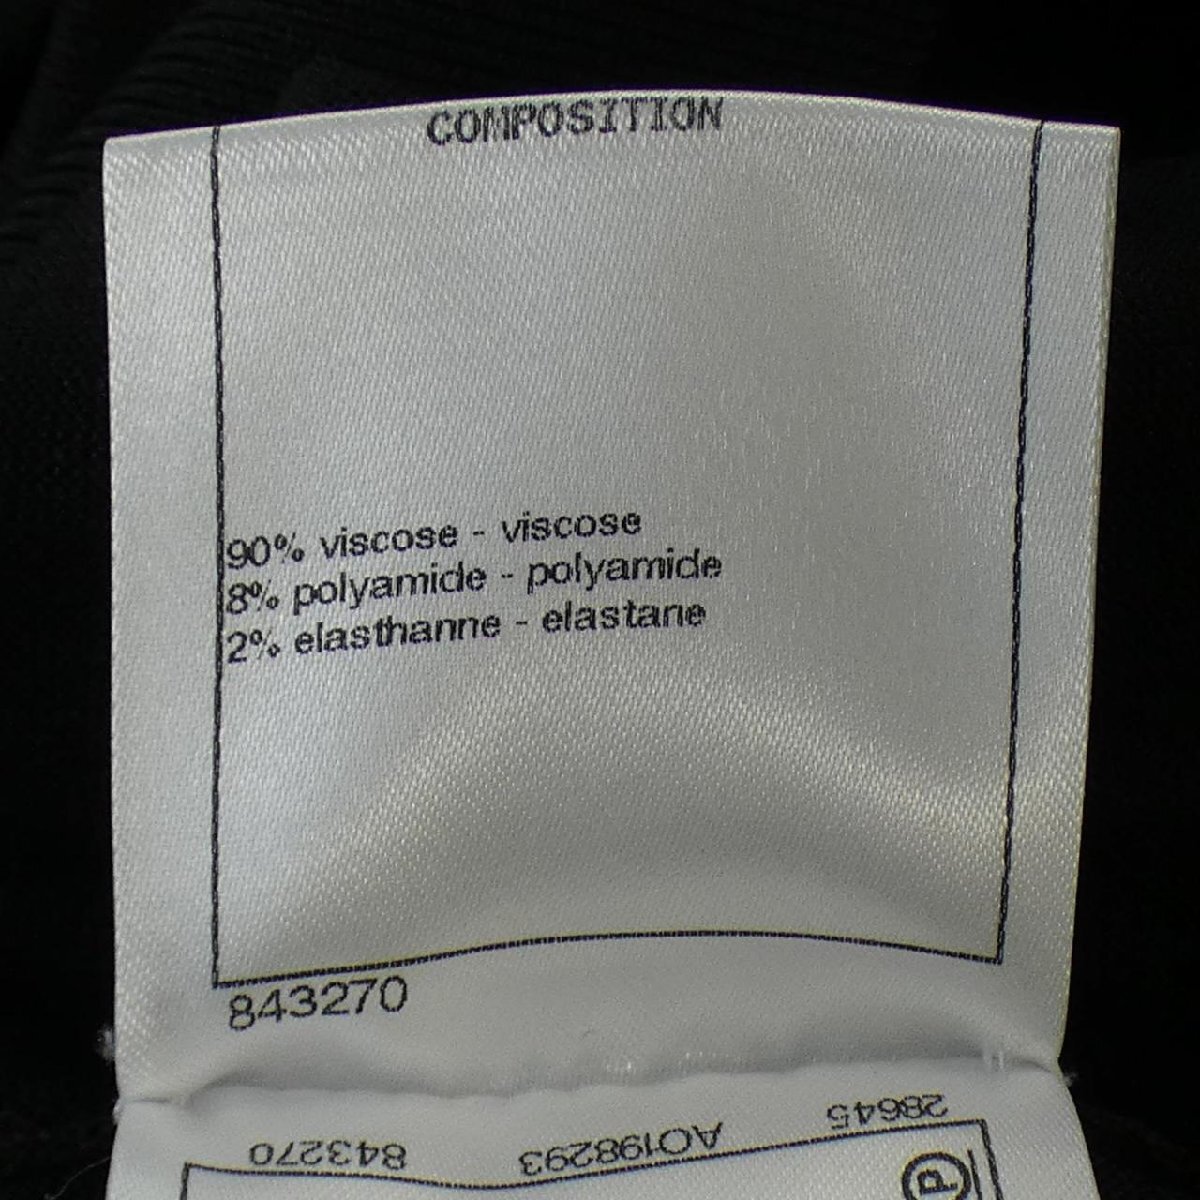 COMPOSITION
90% viscose - viscose
8% polyamide - polyamide
2% elasthanne - elastane
843270
28645 AO198293 843270
P